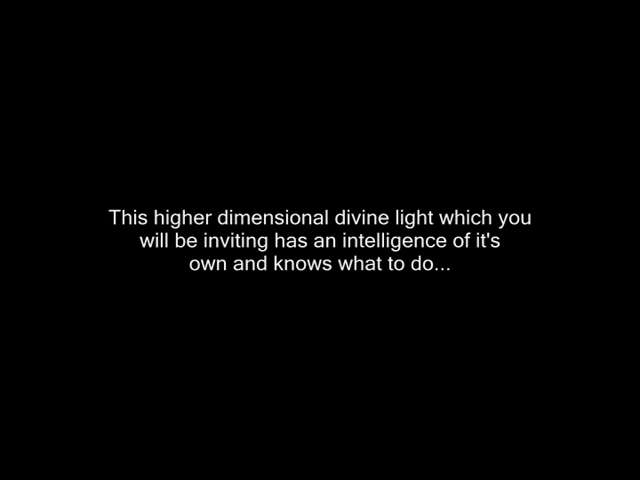 This higher dimensional divine light which you
will be inviting has an intelligence of it's
own and knows what to do...